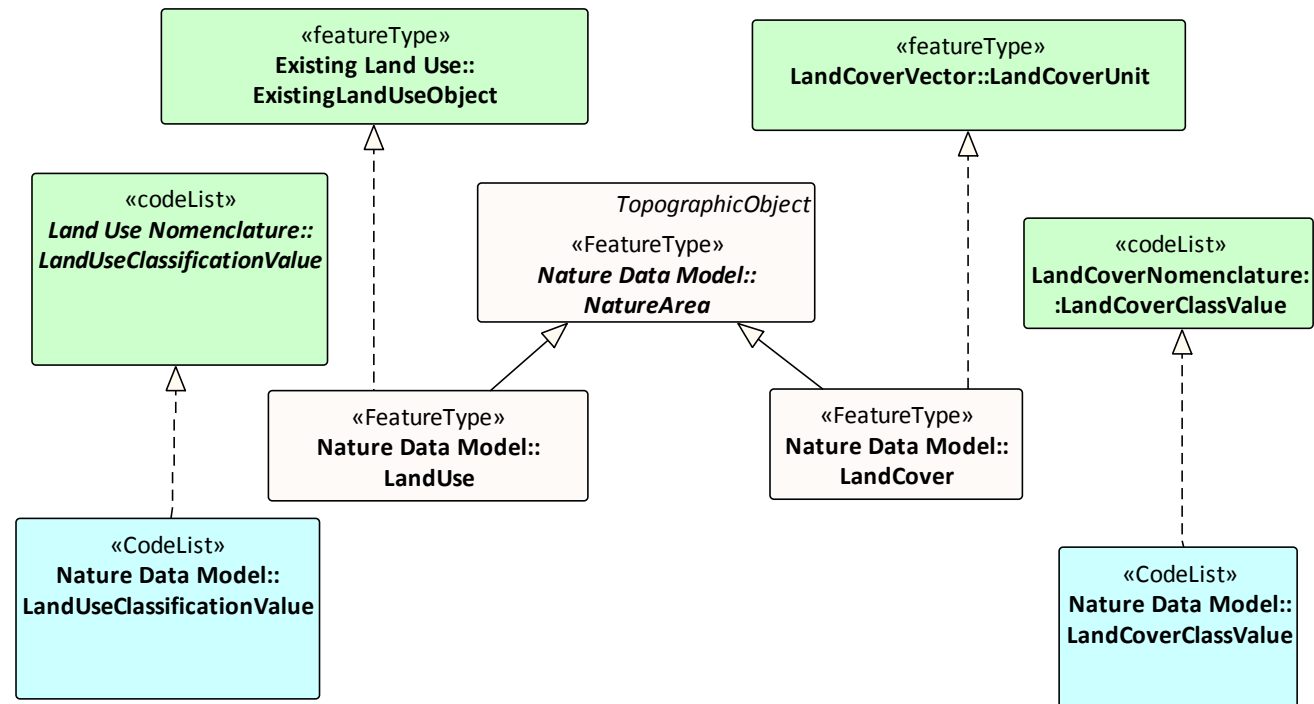 «featureType»
Existing Land Use::
ExistingLandUseObject
«featureType»
LandCoverVector::LandCoverUnit
«codeList»
Land Use Nomenclature::
LandUseClassificationValue
TopographicObject
«FeatureType»
Nature Data Model::
NatureArea
«codeList»
LandCoverNomenclature:
:LandCoverClassValue
«FeatureType»
Nature Data Model::
LandUse
«FeatureType»
Nature Data Model::
LandCover
«CodeList»
Nature Data Model::
LandUseClassificationValue
«CodeList»
Nature Data Model::
LandCoverClassValue